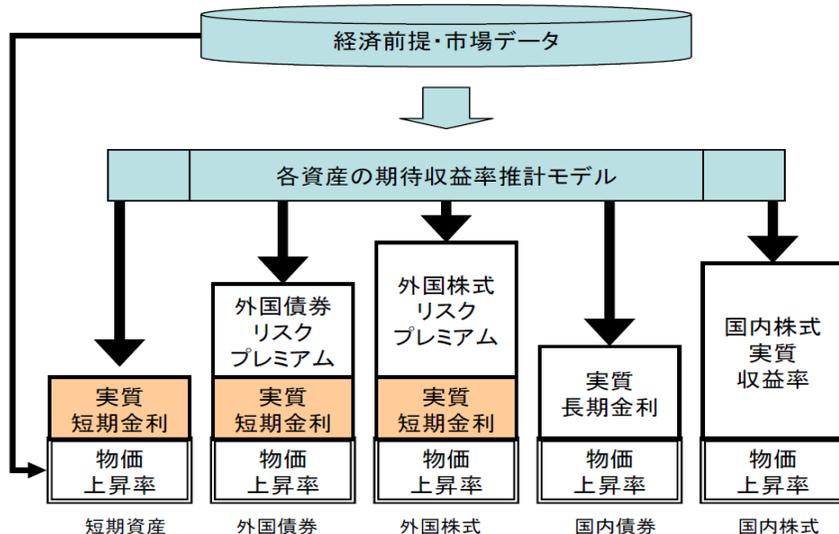 経済前提・市場データ
各資産の期待収益率推計モデル
外国債券
リスク
プレミアム
外国株式
リスク
プレミアム
国内株式
実質
収益率
実質
短期金利
実質
短期金利
実質
短期金利
実質
長期金利
物価
上昇率
物価
上昇率
物価
上昇率
物価
上昇率
物価
上昇率
短期資産
外国債券
外国株式
国内債券
国内株式